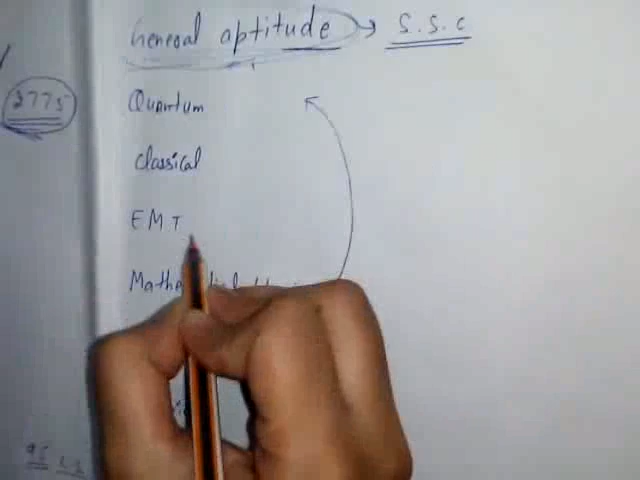 General aptitude → S.S.C
2775
Quantum
Classical
E M T